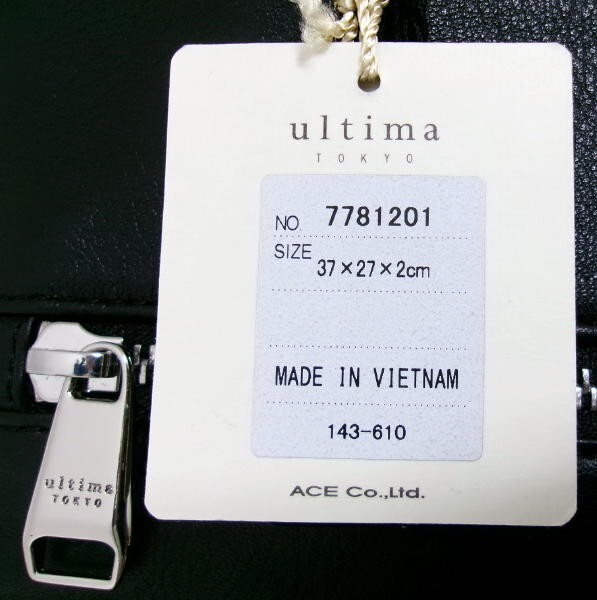 ultima
TOKYO
NO. 7781201
SIZE 37×27×2cm
MADE IN VIETNAM
143-610
ACE Co.,Ltd.
ultima
TOKYO